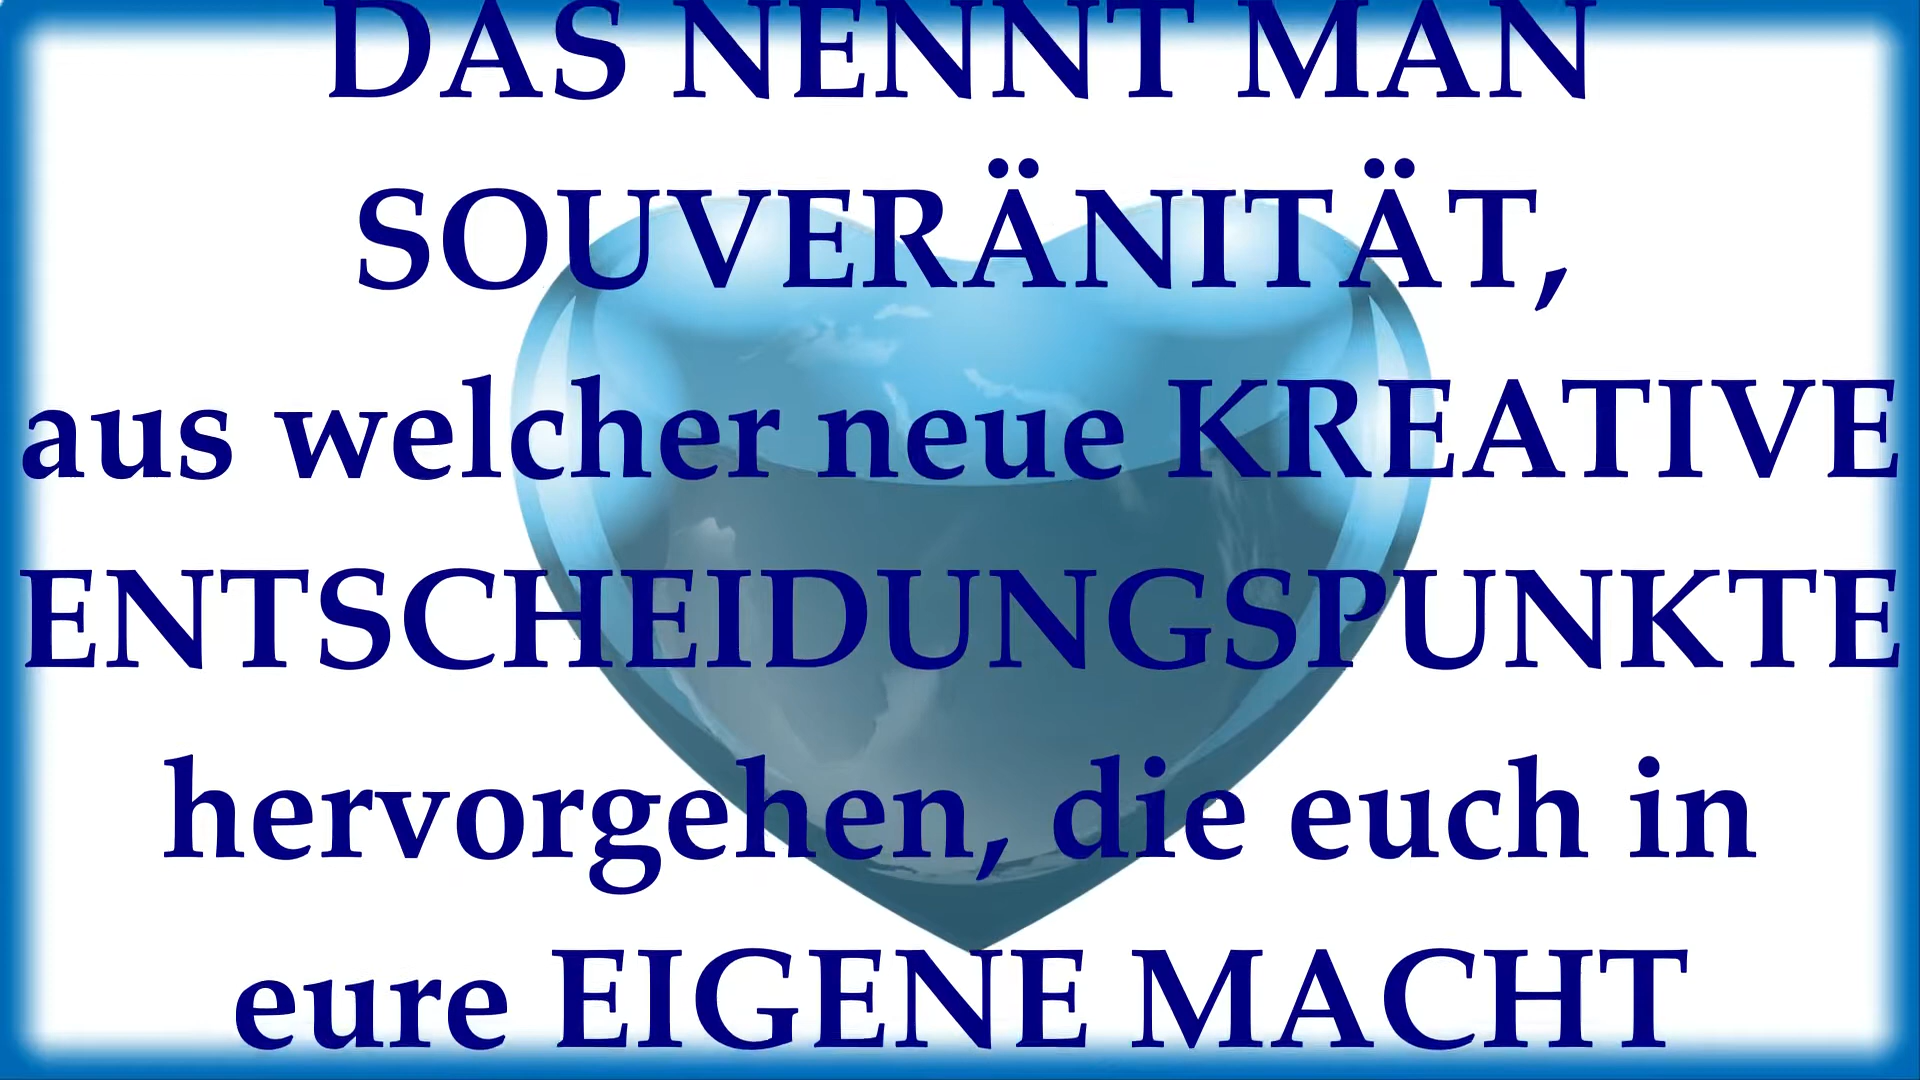 DAS NENNT MAN
SOUVERÄNITÄT,
aus welcher neue KREATIVE
ENTSCHEIDUNGSPUNKTE
hervorgehen, die euch in
eure EIGENE MACHT